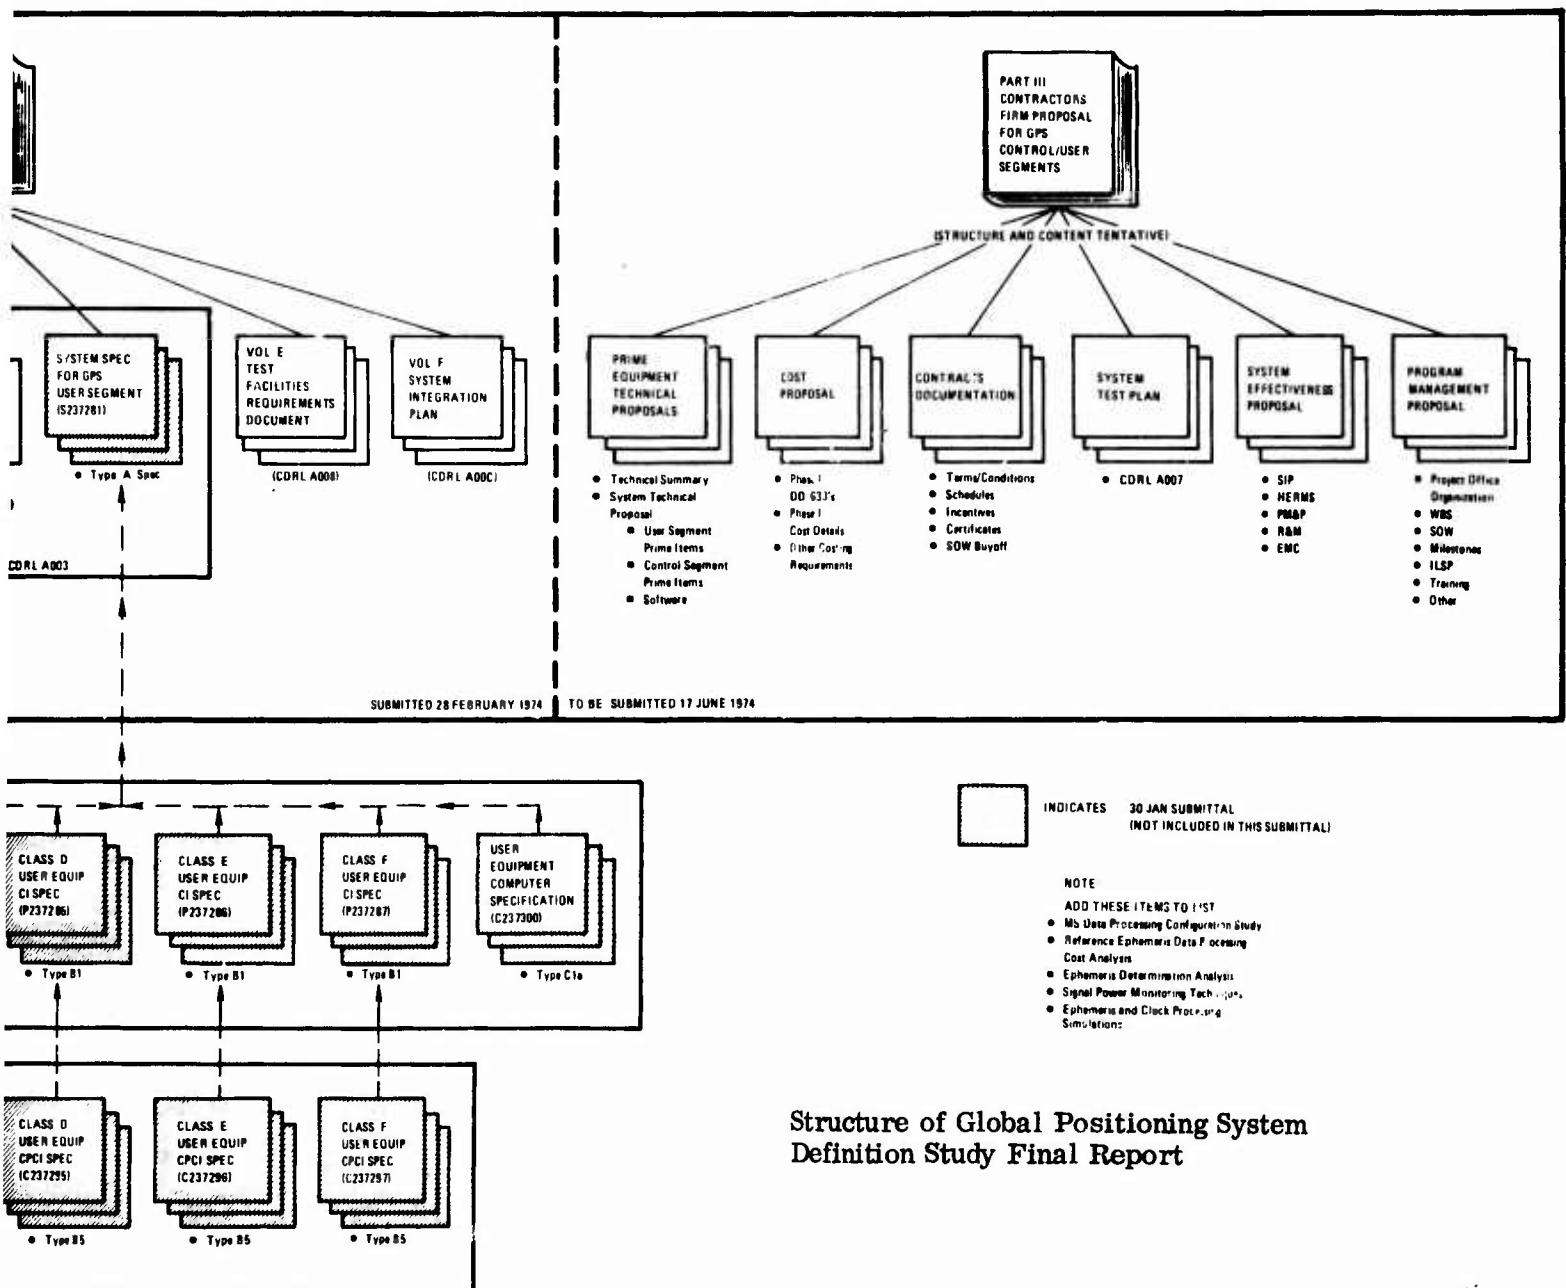 PART III
CONTRACTORS
FIRM PROPOSAL
FOR GPS
CONTROL/USER
SEGMENTS
(STRUCTURE AND CONTENT TENTATIVE)
SYSTEM SPEC
FOR GPS
USER SEGMENT
(S237281)
• Type A Spec
CDRL A003
VOL E
TEST
FACILITIES
REQUIREMENTS
DOCUMENT
(CDRL A008)
VOL F
SYSTEM
INTEGRATION
PLAN
(CDRL A00C)
PRIME
EQUIPMENT
TECHNICAL
PROPOSALS
• Technical Summary
• System Technical
Proposal
• User Segment
Prime Items
• Control Segment
Prime Items
• Software
COST
PROPOSAL
• Phase I
DD 633's
• Phase I
Cost Details
• Other Costing
Requirements
CONTRACTS
DOCUMENTATION
• Terms/Conditions
• Schedules
• Incentives
• Certificates
• SOW Buyoff
SYSTEM
TEST PLAN
• CDRL A007
SYSTEM
EFFECTIVENESS
PROPOSAL
• SIP
• HERMS
• PM&P
• R&M
• EMC
PROGRAM
MANAGEMENT
PROPOSAL
• Project Office
Organization
• WBS
• SOW
• Milestones
• ILSP
• Training
• Other
SUBMITTED 28 FEBRUARY 1974
TO BE SUBMITTED 17 JUNE 1974
CLASS D
USER EQUIP
CI SPEC
(P237285)
• Type B1
CLASS E
USER EQUIP
CI SPEC
(P237286)
• Type B1
CLASS F
USER EQUIP
CI SPEC
(P237287)
• Type B1
USER
EQUIPMENT
COMPUTER
SPECIFICATION
(C237300)
• Type C1a
INDICATES 30 JAN SUBMITTAL
(NOT INCLUDED IN THIS SUBMITTAL)
NOTE
ADD THESE ITEMS TO LIST
• MS Data Processing Configuration Study
• Reference Ephemeris Data Processing
Cost Analysis
• Ephemeris Determination Analysis
• Signal Power Monitoring Techniques
• Ephemeris and Clock Processing
Simulations
CLASS D
USER EQUIP
CPCI SPEC
(C237295)
• Type B5
CLASS E
USER EQUIP
CPCI SPEC
(C237296)
• Type B5
CLASS F
USER EQUIP
CPCI SPEC
(C237297)
• Type B5
Structure of Global Positioning System
Definition Study Final Report